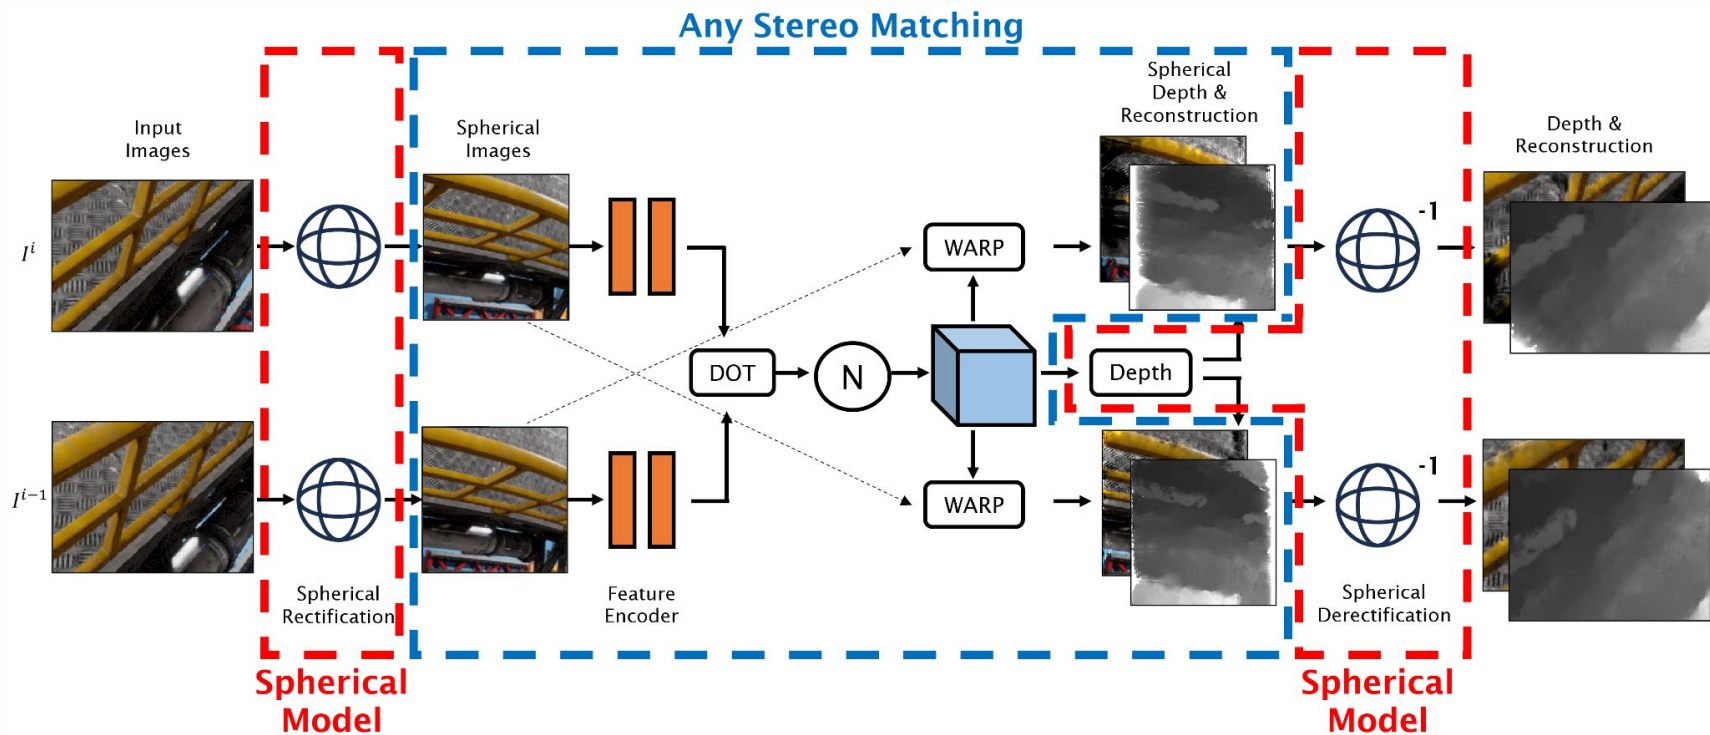 Any Stereo Matching
Input
Images
Spherical
Images
Spherical
Depth &
Reconstruction
Depth &
Reconstruction
I^i
WARP
-1
DOT
N
Depth
I^{i-1}
WARP
-1
Spherical
Rectification
Feature
Encoder
Spherical
Derectification
Spherical
Model
Spherical
Model